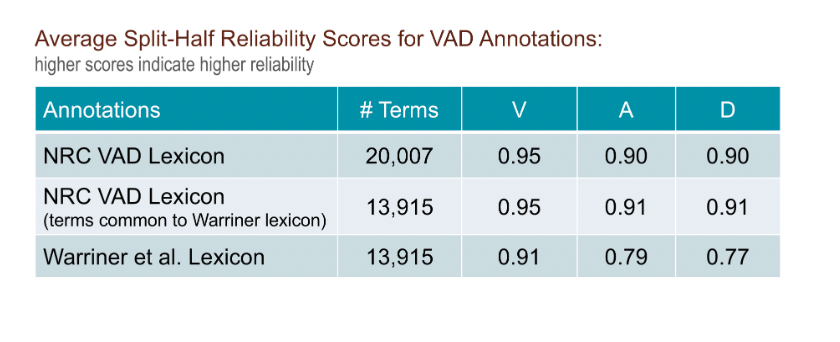 Average Split-Half Reliability Scores for VAD Annotations:
higher scores indicate higher reliability
Annotations # Terms V A D
NRC VAD Lexicon 20,007 0.95 0.90 0.90
NRC VAD Lexicon
(terms common to Warriner lexicon) 13,915 0.95 0.91 0.91
Warriner et al. Lexicon 13,915 0.91 0.79 0.77